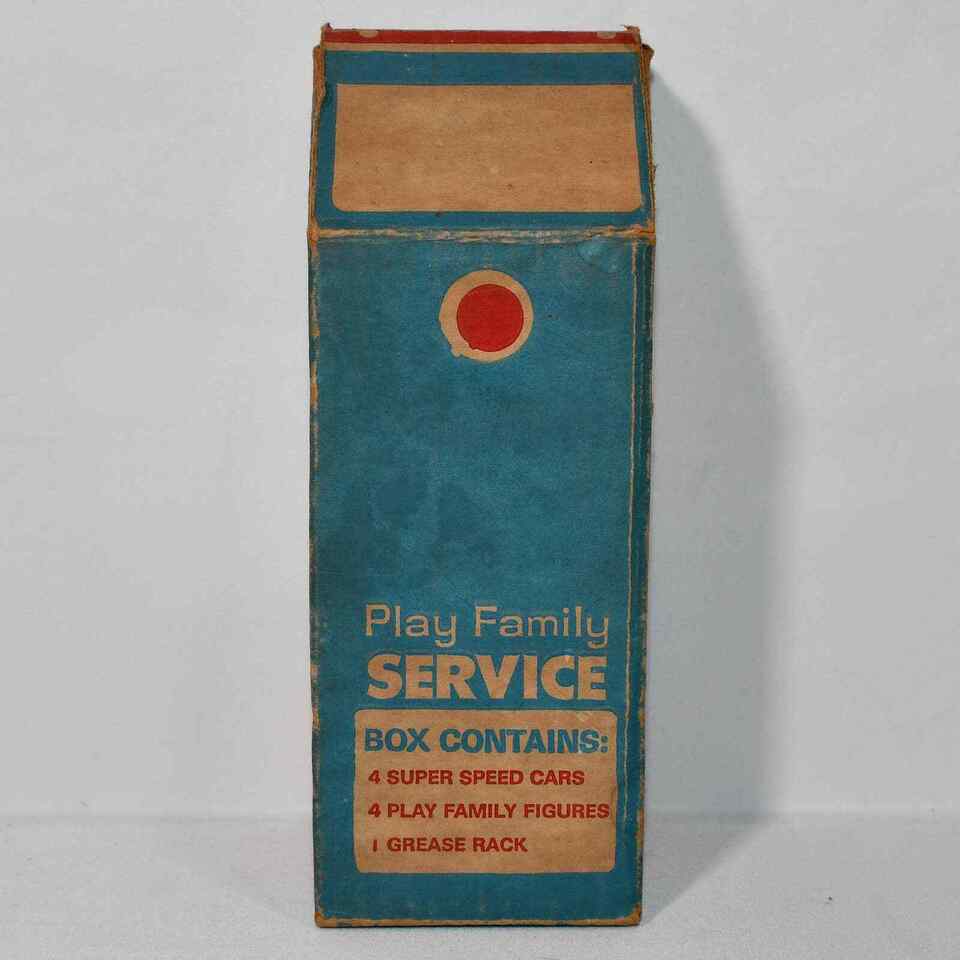 Play Family
SERVICE
BOX CONTAINS:
4 SUPER SPEED CARS
4 PLAY FAMILY FIGURES
1 GREASE RACK